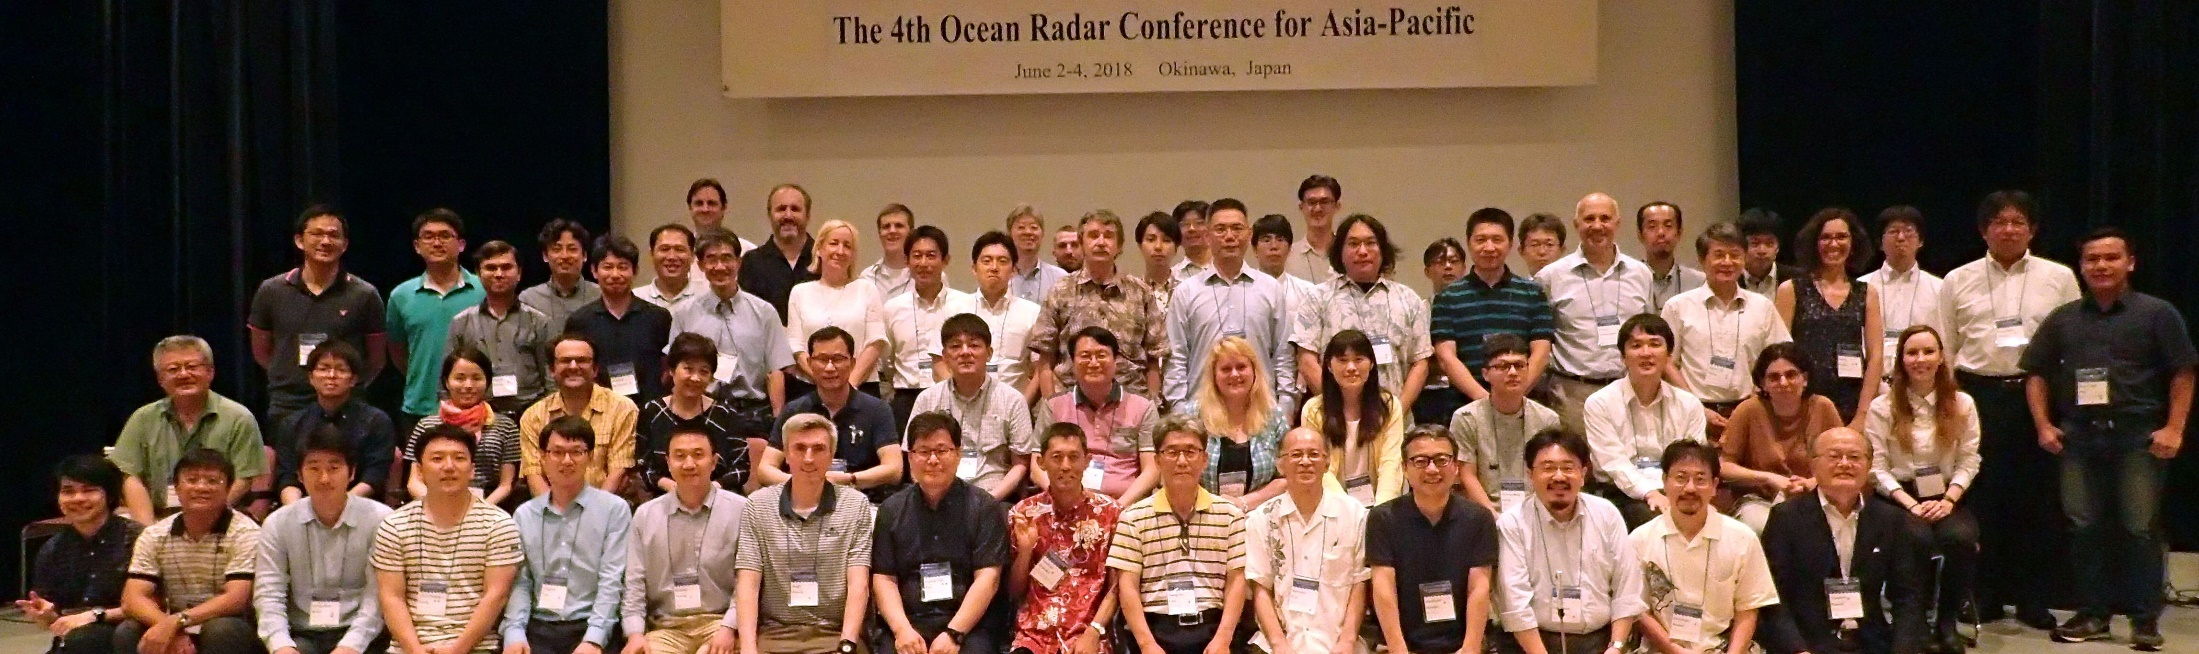 The 4th Ocean Radar Conference for Asia-Pacific
June 2-4, 2018 Okinawa, Japan